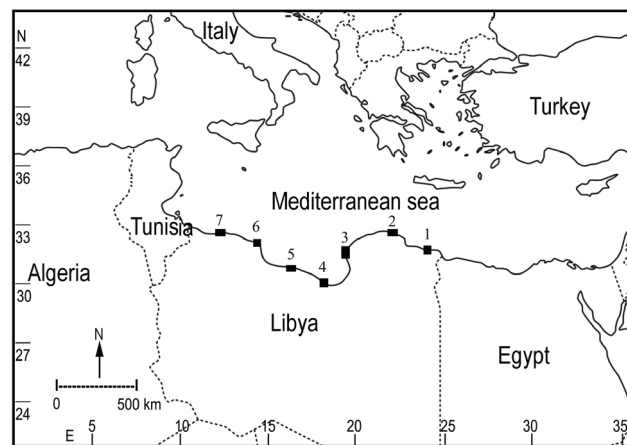 N
42
39
36
33
30
27
24
Italy
Turkey
Mediterranean sea
Tunisia
7
6
5
4
3
2
1
Algeria
Libya
Egypt
N
0 500 km
E 5 10 15 20 25 30 35